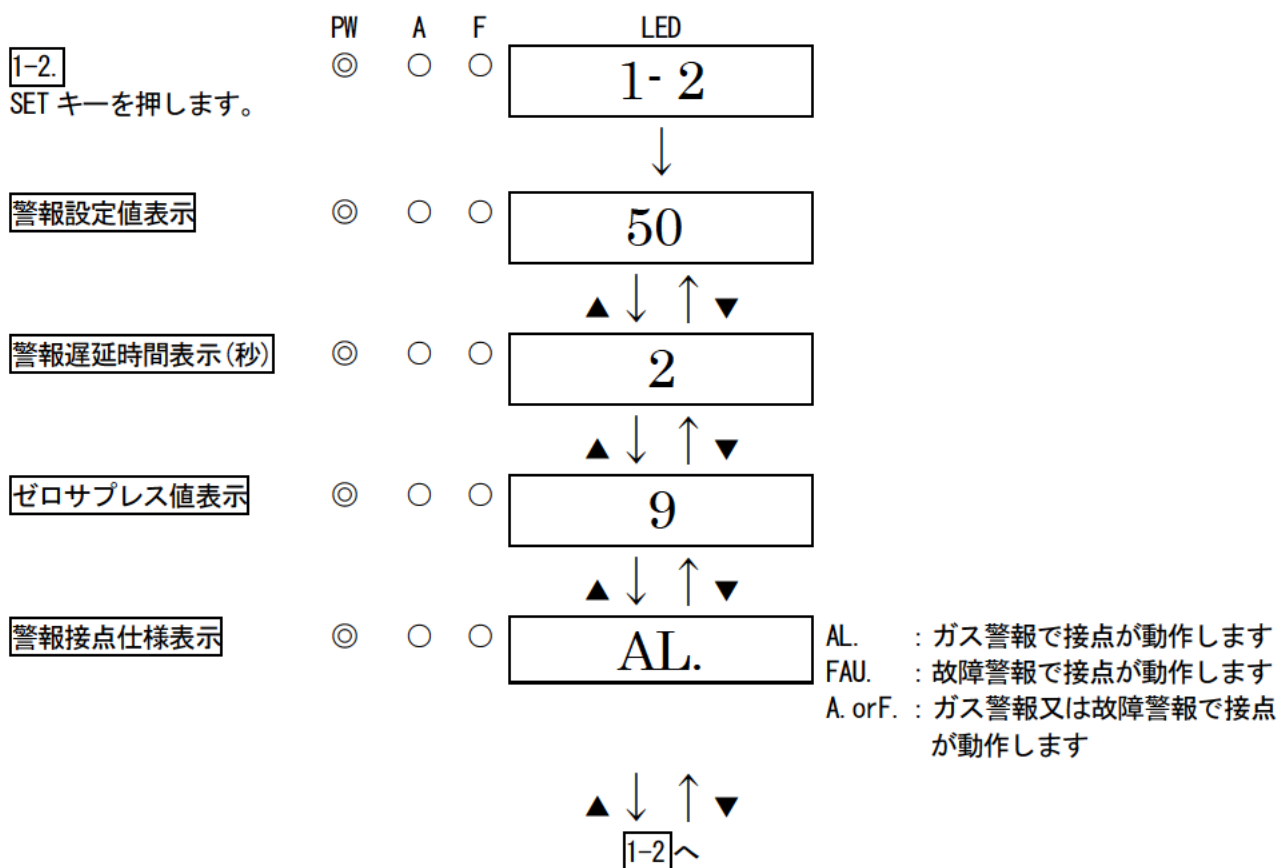 PW A F LED
1-2. ◎ ○ ○ 1- 2
SET キーを押します。
↓
警報設定値表示 ◎ ○ ○ 50
▲ ↓ ↑ ▼
警報遅延時間表示(秒) ◎ ○ ○ 2
▲ ↓ ↑ ▼
ゼロサプレス値表示 ◎ ○ ○ 9
▲ ↓ ↑ ▼
警報接点仕様表示 ◎ ○ ○ AL. AL. : ガス警報で接点が動作します
FAU. : 故障警報で接点が動作します
A.orF. : ガス警報又は故障警報で接点
が動作します
▲ ↓ ↑ ▼
1-2へ